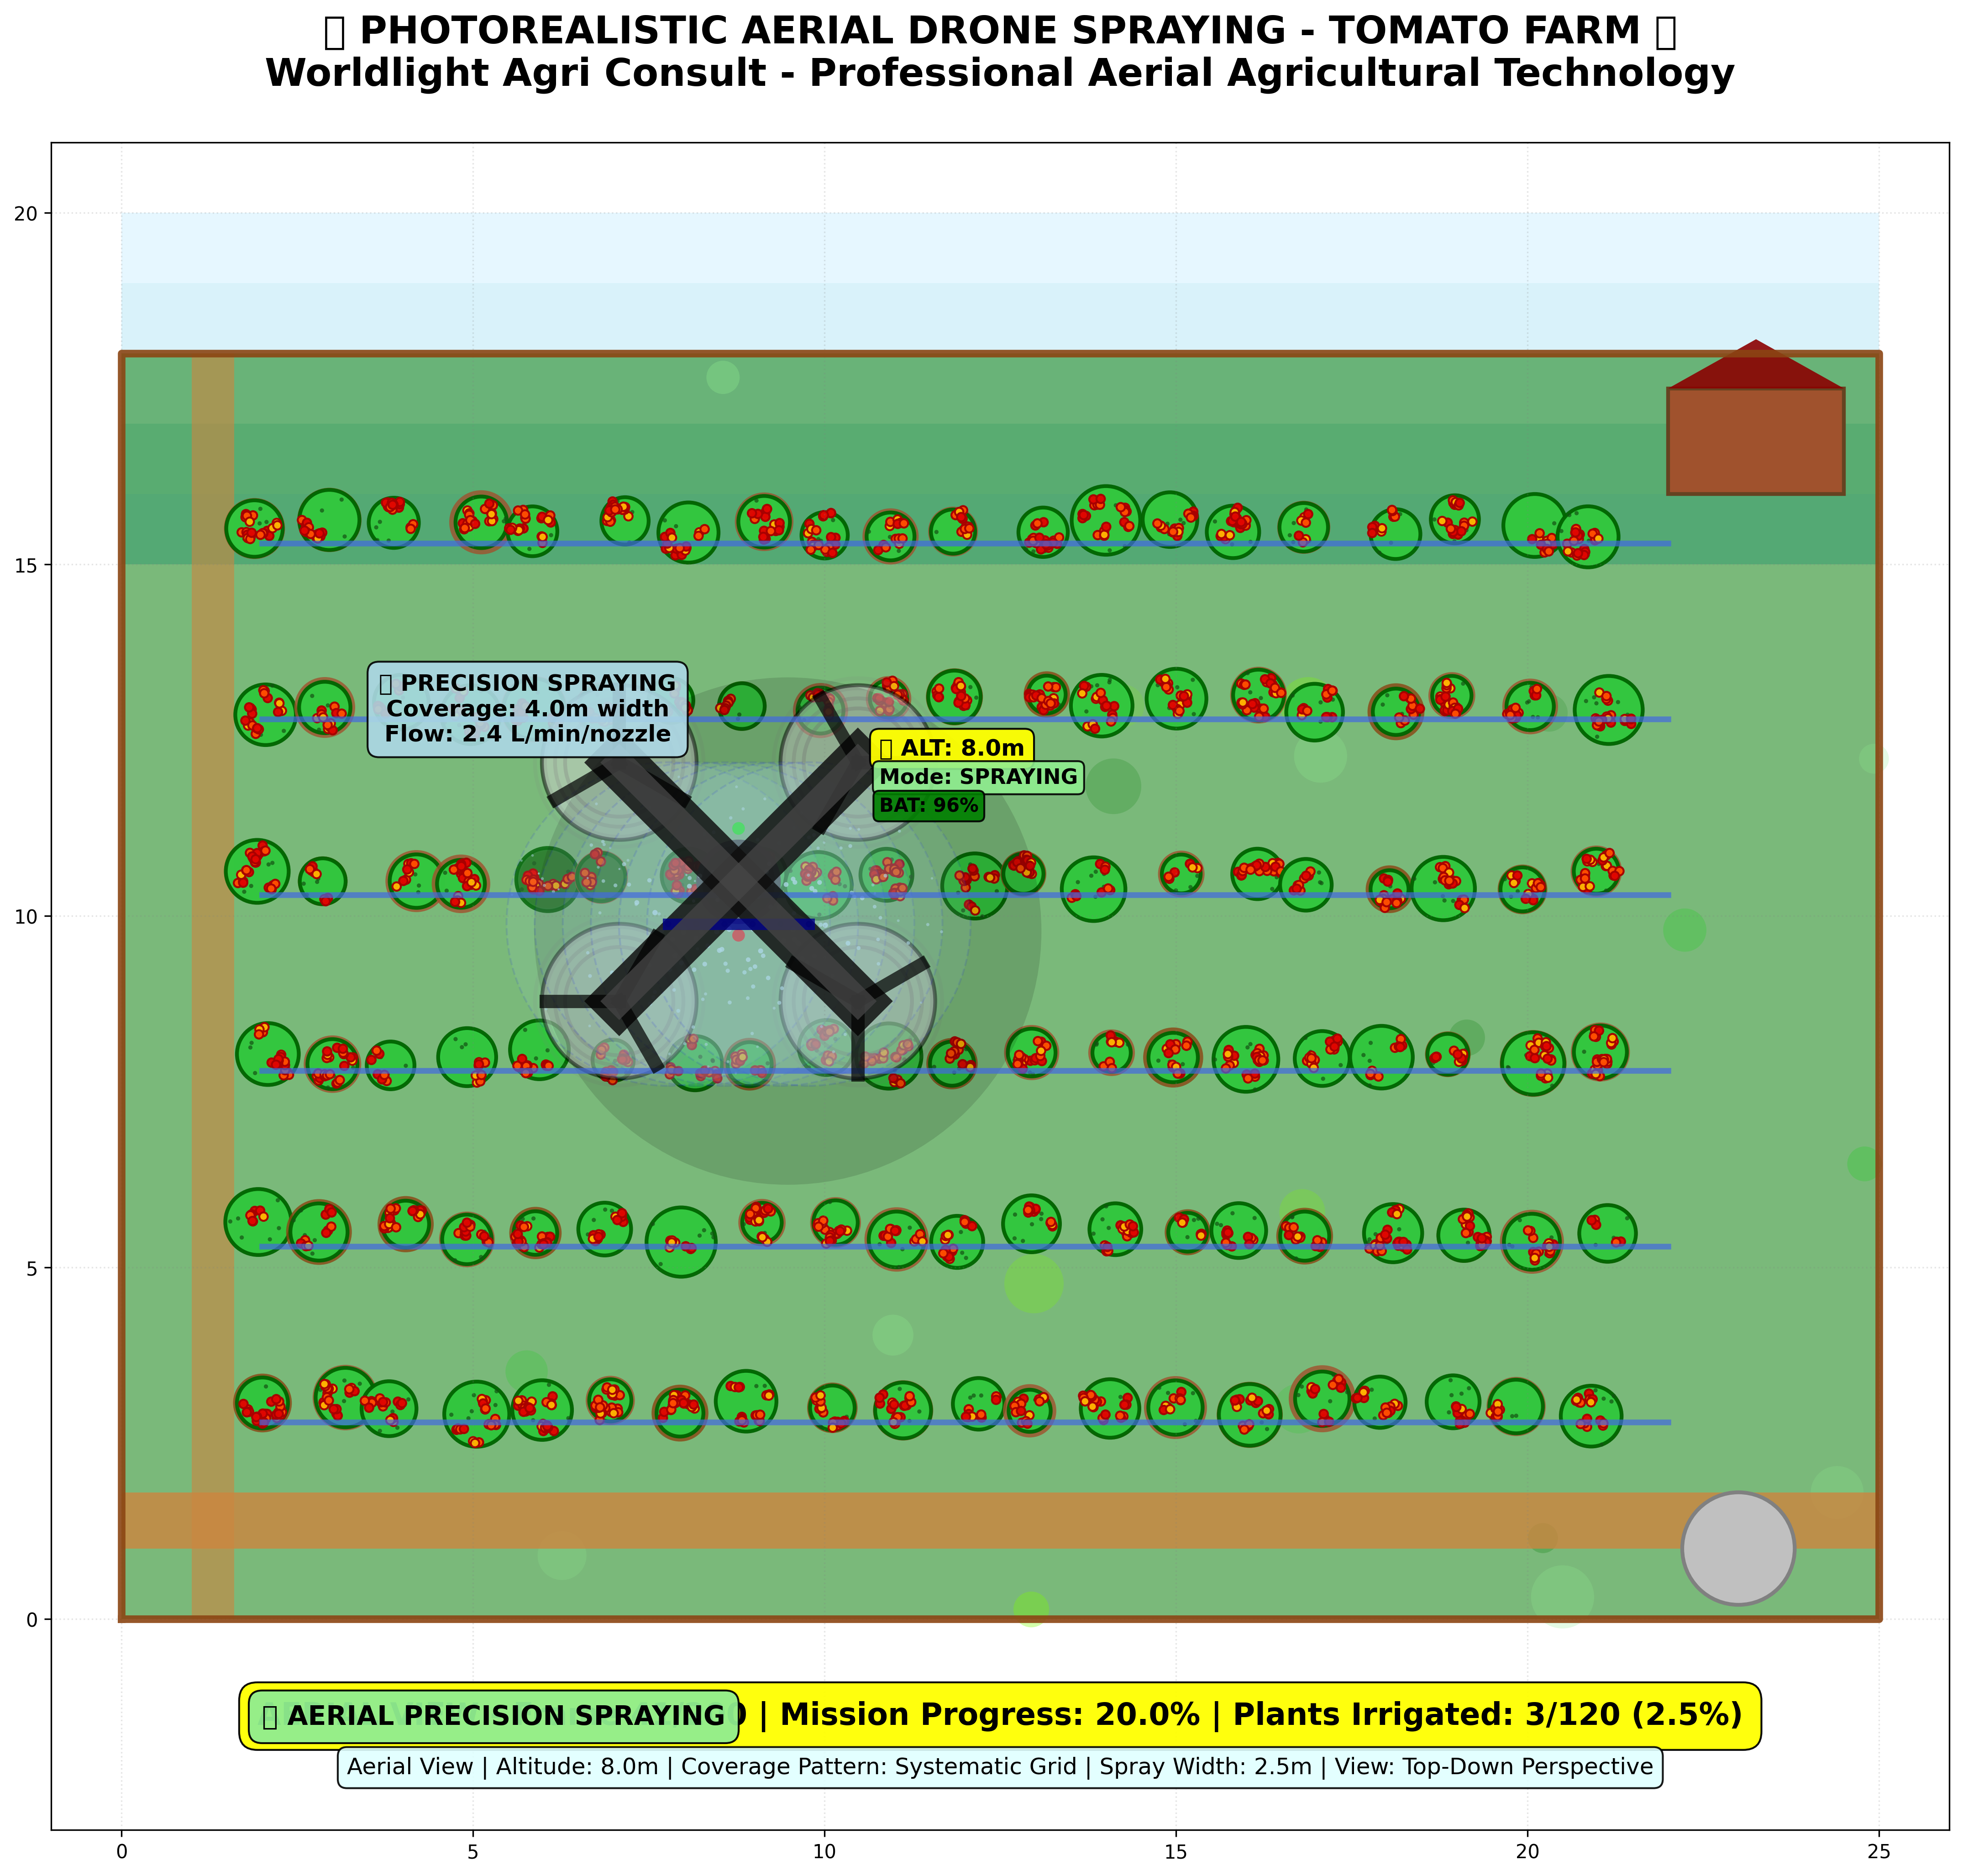 PHOTOREALISTIC AERIAL DRONE SPRAYING - TOMATO FARM
Worldlight Agri Consult - Professional Aerial Agricultural Technology
20
15
10
5
0
PRECISION SPRAYING
Coverage: 4.0m width
Flow: 2.4 L/min/nozzle
ALT: 8.0m
Mode: SPRAYING
BAT: 96%
AERIAL PRECISION SPRAYING
0 | Mission Progress: 20.0% | Plants Irrigated: 3/120 (2.5%)
Aerial View | Altitude: 8.0m | Coverage Pattern: Systematic Grid | Spray Width: 2.5m | View: Top-Down Perspective
0 5 10 15 20 25